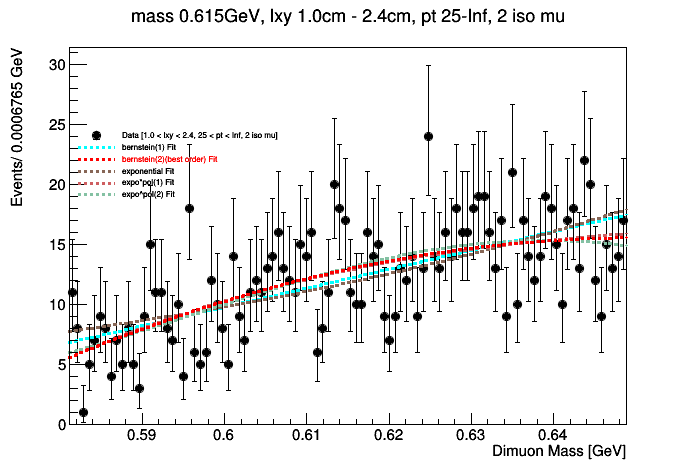 mass 0.615GeV, lxy 1.0cm - 2.4cm, pt 25-Inf, 2 iso mu
Events/ 0.0006765 GeV
30
25
20
15
10
5
0
Data [1.0 < lxy < 2.4, 25 < pt < Inf, 2 iso mu]
bernstein(1) Fit
bernstein(2)(best order) Fit
exponential Fit
expo*pol(1) Fit
expo*pol(2) Fit
0.59
0.6
0.61
0.62
0.63
0.64
Dimuon Mass [GeV]